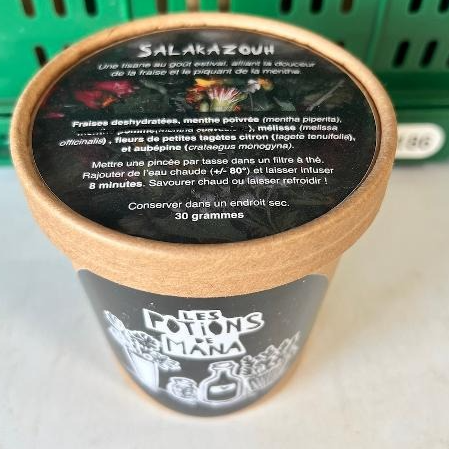 SALAKAZOUH
Une tisane au goût estival, alliant la douceur
de la fraise et le piquant de la menthe.
Fraises deshydratées, menthe poivrée (mentha piperita),
mélisse (melissa
officinalis), fleurs de petites tagètes citron (tagete tenuifolia),
et aubépine (crataegus monogyna).
Mettre une pincée par tasse dans un filtre à thé.
Rajouter de l'eau chaude (+/- 80°) et laisser infuser
8 minutes. Savourer chaud ou laisser refroidir !
Conserver dans un endroit sec.
30 grammes
LES
POTIONS
DE
MÂNA
186